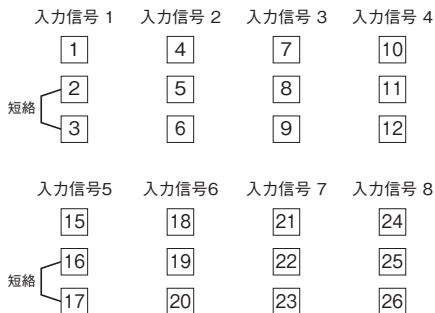 入力信号 1 入力信号 2 入力信号 3 入力信号 4
1 4 7 10
2 5 8 11
短絡
3 6 9 12
入力信号5 入力信号6 入力信号 7 入力信号 8
15 18 21 24
16 19 22 25
短絡
17 20 23 26